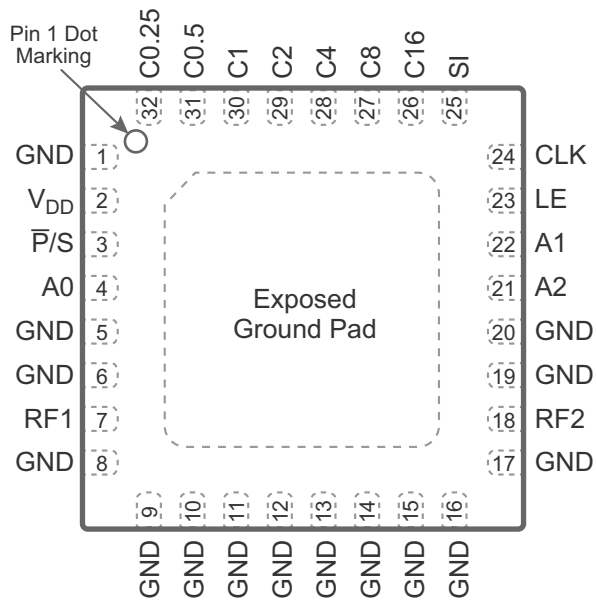 Pin 1 Dot
Marking
C0.25
C0.5
C1
C2
C4
C8
C16
SI
32
31
30
29
28
27
26
25
GND 1
V_DD 2
P̅/S 3
A0 4
GND 5
GND 6
RF1 7
GND 8
24 CLK
23 LE
22 A1
21 A2
20 GND
19 GND
18 RF2
17 GND
Exposed
Ground Pad
9
10
11
12
13
14
15
16
GND
GND
GND
GND
GND
GND
GND
GND